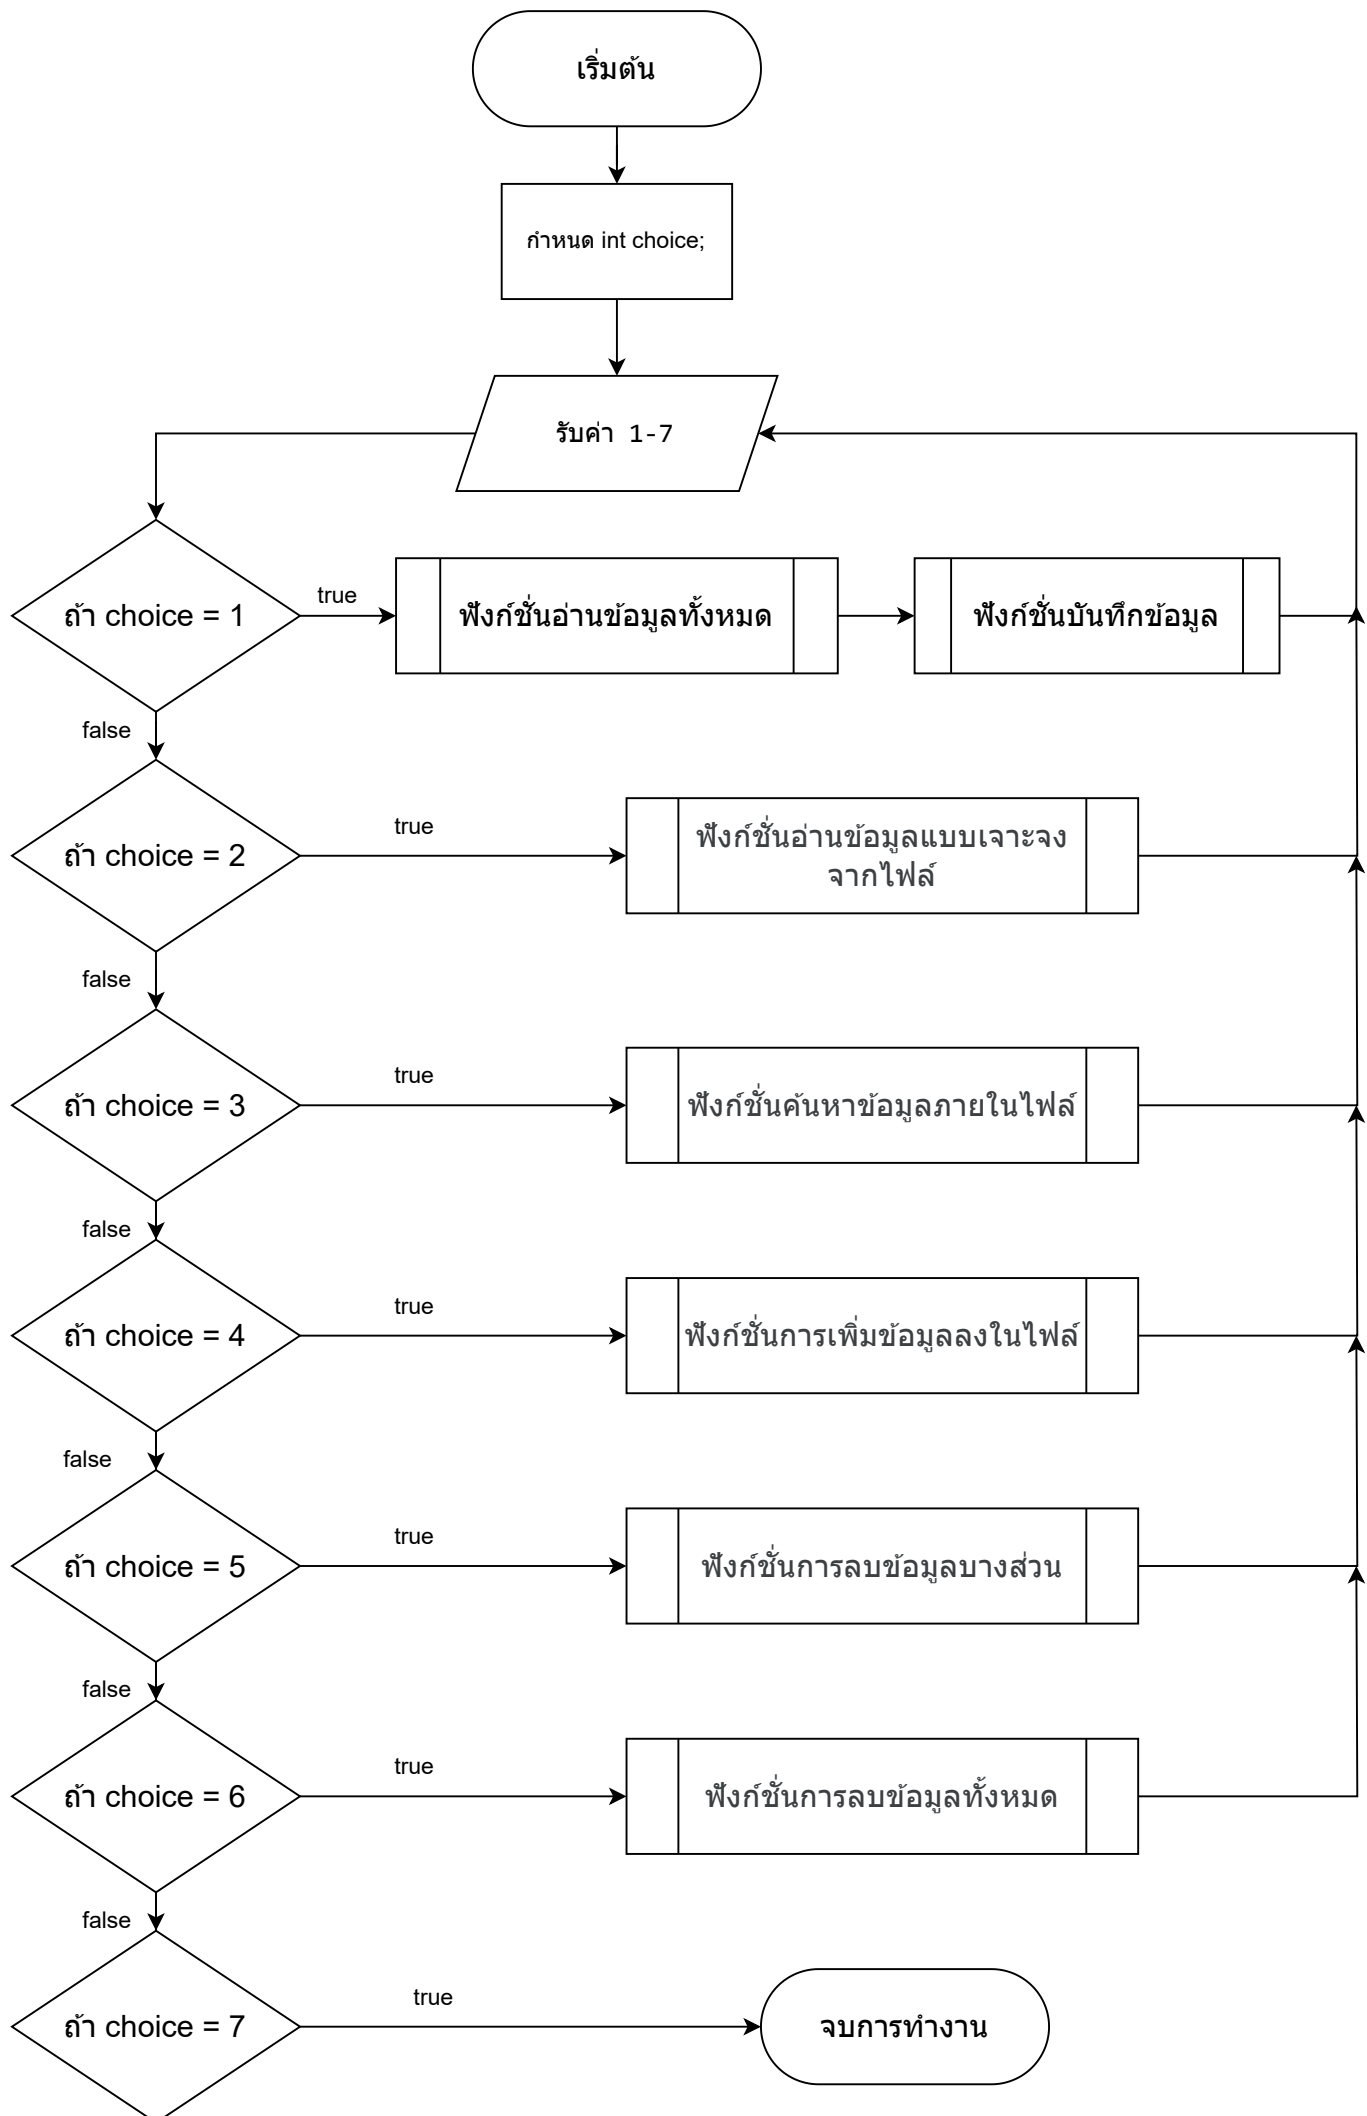 เริ่มต้น
กำหนด int choice;
รับค่า 1-7
ถ้า choice = 1
true
ฟังก์ชั่นอ่านข้อมูลทั้งหมด
ฟังก์ชั่นบันทึกข้อมูล
false
ถ้า choice = 2
true
ฟังก์ชั่นอ่านข้อมูลแบบเจาะจง
จากไฟล์
false
ถ้า choice = 3
true
ฟังก์ชั่นค้นหาข้อมูลภายในไฟล์
false
ถ้า choice = 4
true
ฟังก์ชั่นการเพิ่มข้อมูลลงในไฟล์
false
ถ้า choice = 5
true
ฟังก์ชั่นการลบข้อมูลบางส่วน
false
ถ้า choice = 6
true
ฟังก์ชั่นการลบข้อมูลทั้งหมด
false
ถ้า choice = 7
true
จบการทำงาน